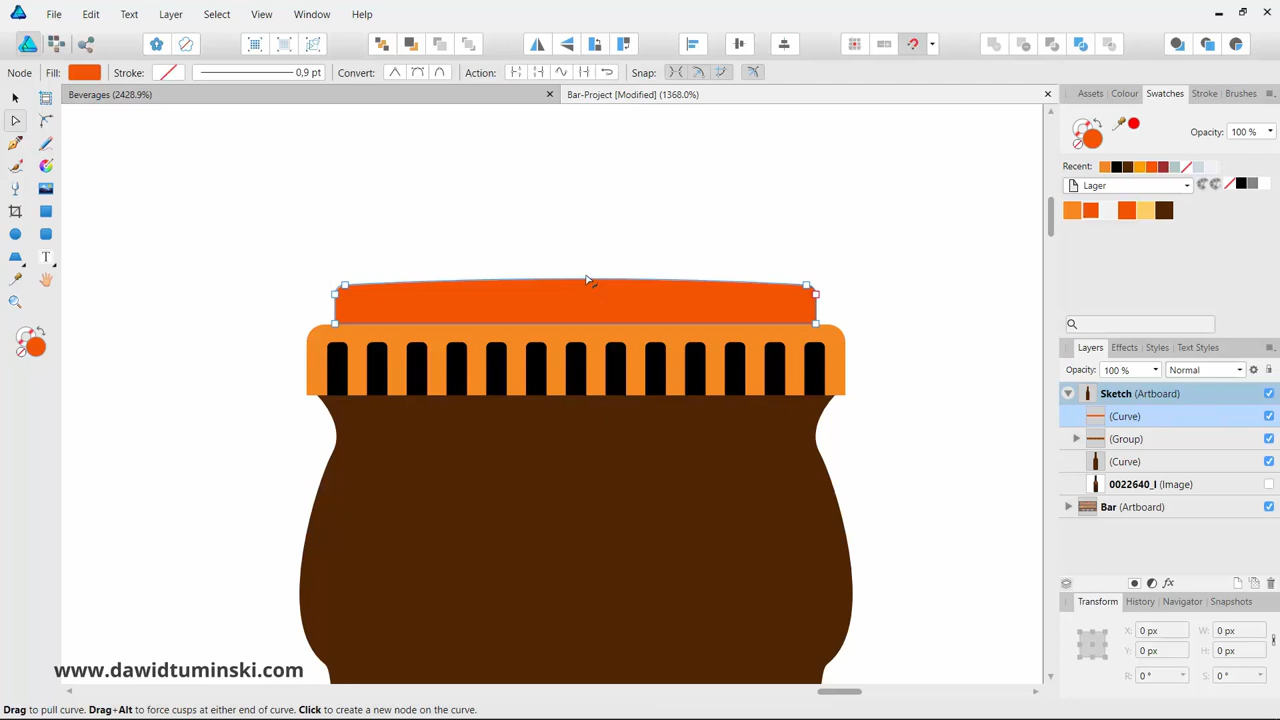 File Edit Text Layer Select View Window Help
Node Fill: Stroke: 0,9 pt Convert: Action: Snap:
Beverages (2428.9%) Bar-Project [Modified] (1368.0%)
Assets Colour Swatches Stroke Brushes
Opacity: 100 %
Recent:
Lager
Layers Effects Styles Text Styles
Opacity: 100 % Normal
Sketch (Artboard)
(Curve)
(Group)
(Curve)
0022640_l (Image)
Bar (Artboard)
Transform History Navigator Snapshots
X: 0 px W: 0 px
Y: 0 px H: 0 px
R: 0 ° S: 0 °
www.dawidtuminski.com
Drag to pull curve. Drag+Alt to force cusps at either end of curve. Click to create a new node on the curve.